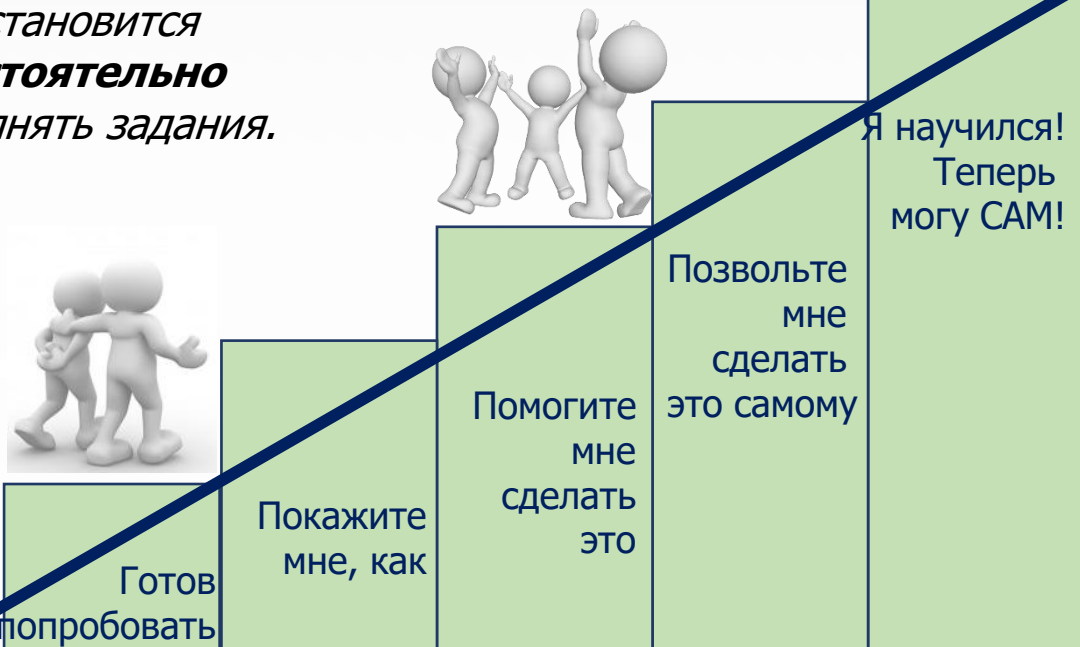 становится
стоятельно
лнять задания.
Готов
попробовать
Покажите
мне, как
Помогите
мне
сделать
это
Позвольте
мне
сделать
это самому
Я научился!
Теперь
могу САМ!